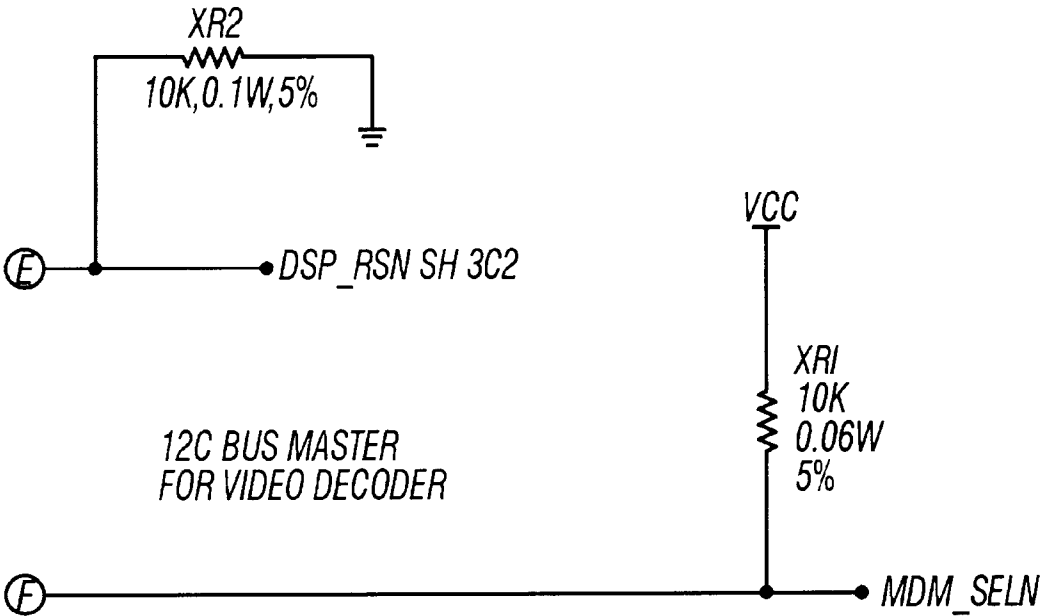 XR2
10K,0.1W,5%
VCC
E
DSP_RSN SH 3C2
XR1
10K
0.06W
5%
12C BUS MASTER
FOR VIDEO DECODER
F
MDM_SELN